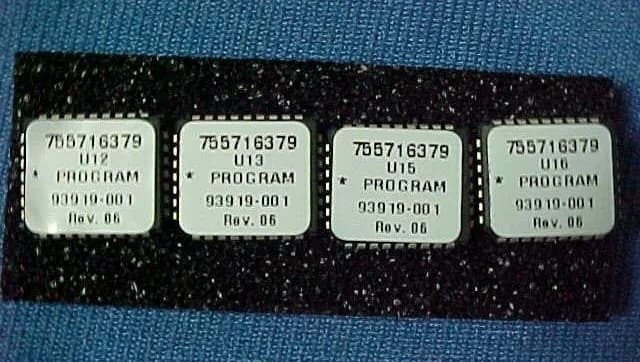 755716379
U12
* PROGRAM
93919-001
Rev. 06
755716379
U13
* PROGRAM
93919-001
Rev. 06
755716379
U15
* PROGRAM
93919-001
Rev. 06
755716379
U16
* PROGRAM
93919-001
Rev. 06